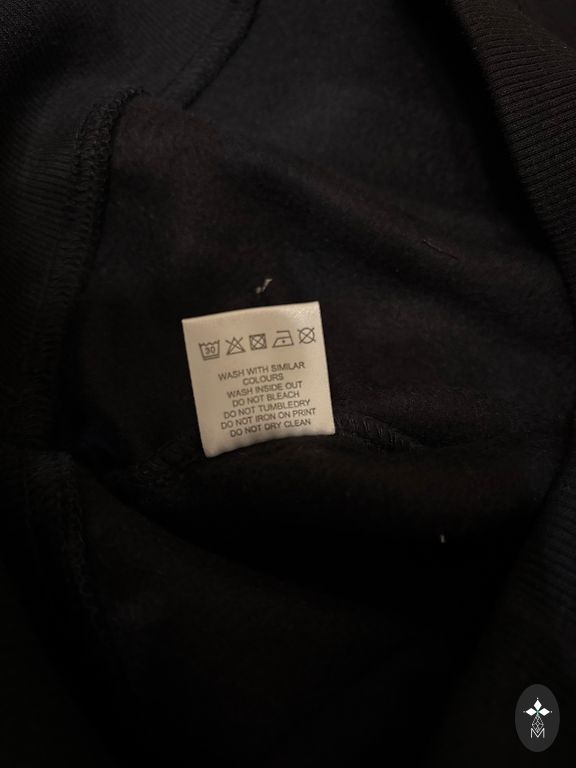 30
WASH WITH SIMILAR
COLOURS
WASH INSIDE OUT
DO NOT BLEACH
DO NOT TUMBLEDRY
DO NOT IRON ON PRINT
DO NOT DRY CLEAN
M